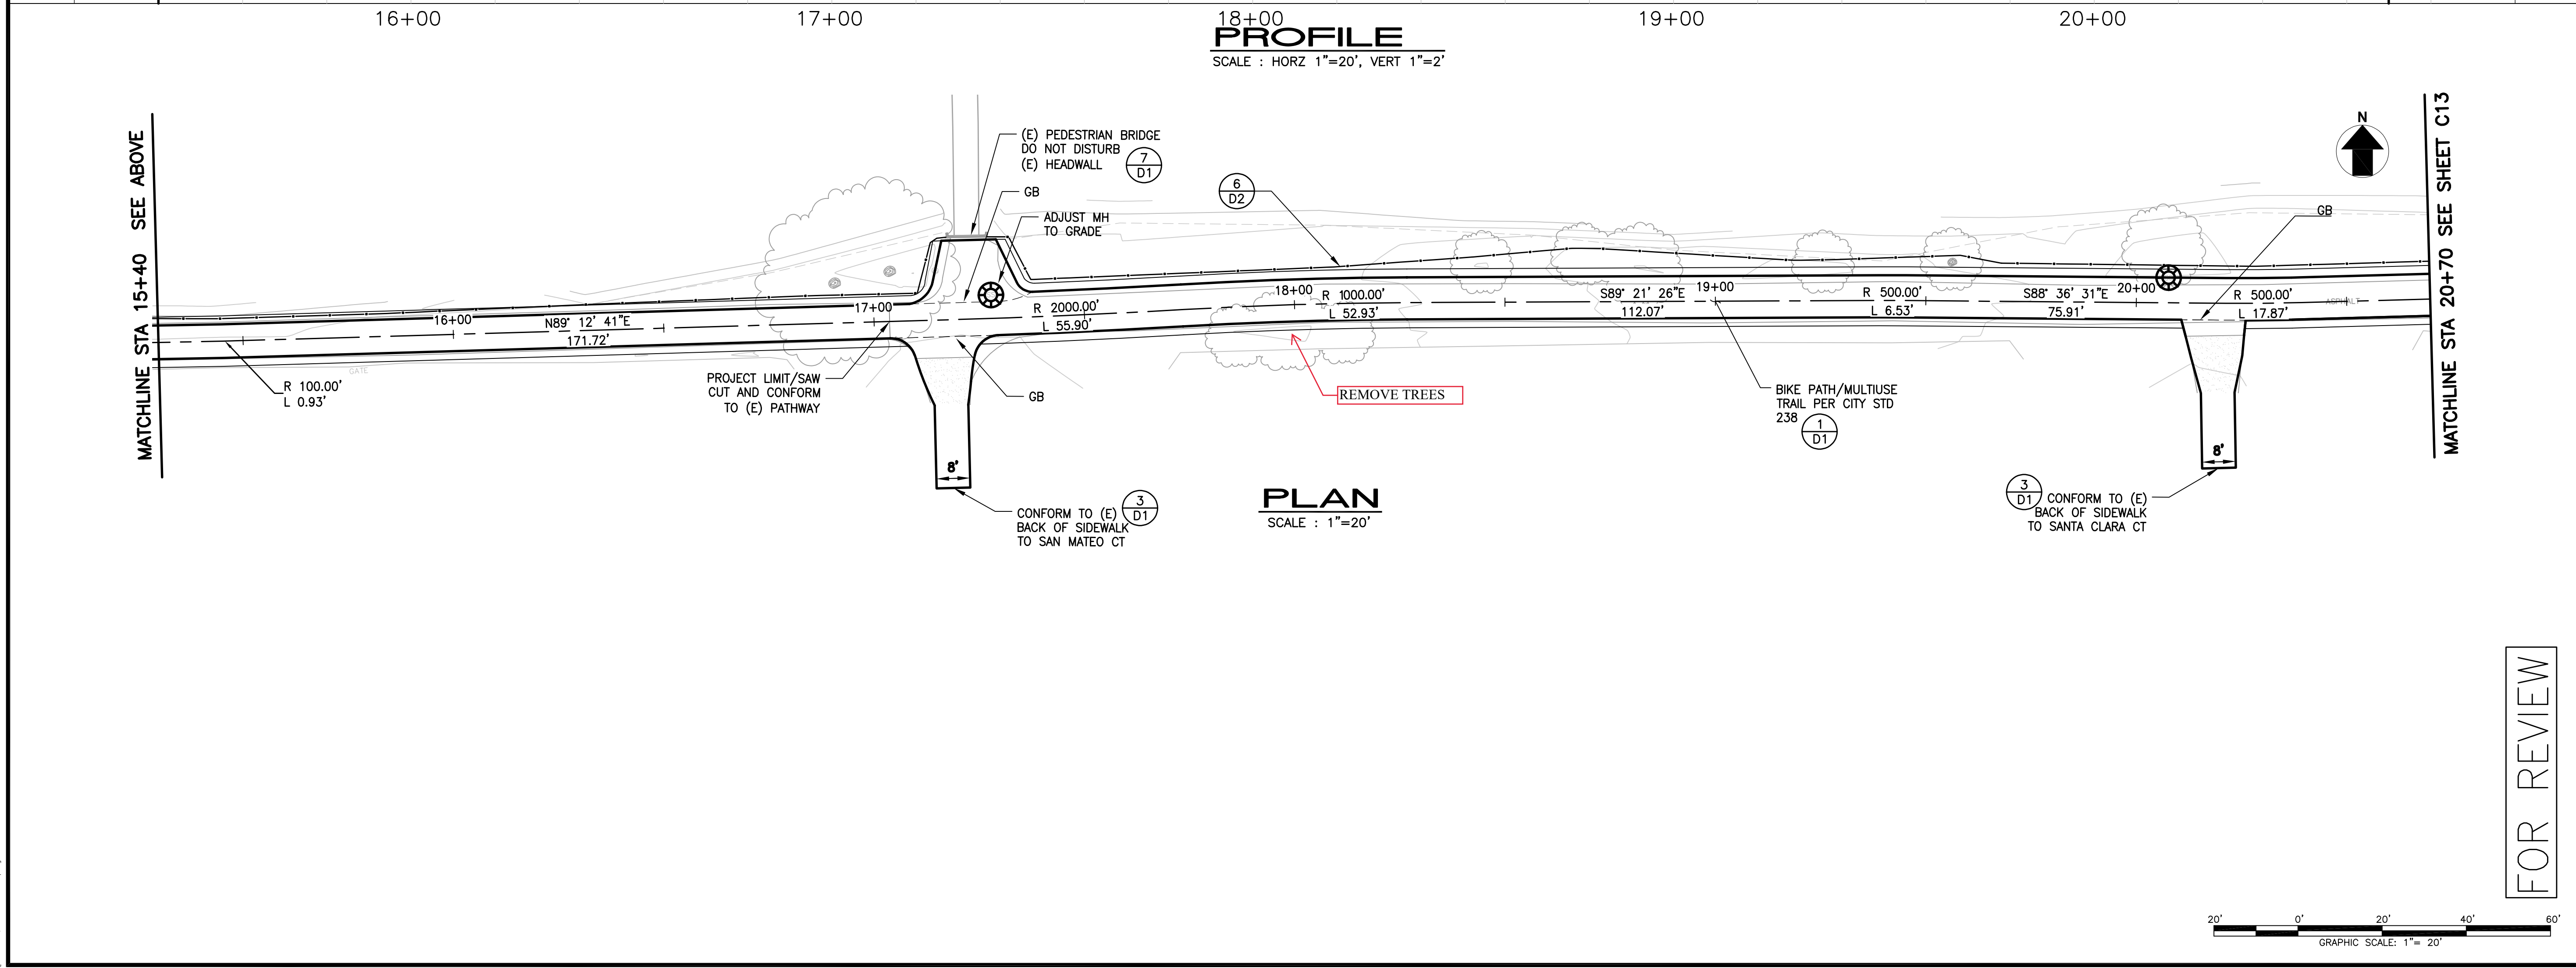 16+00
17+00
18+00
19+00
20+00
PROFILE
SCALE : HORZ 1"=20', VERT 1"=2'
MATCHLINE STA 15+40 SEE ABOVE
(E) PEDESTRIAN BRIDGE
DO NOT DISTURB
(E) HEADWALL
7
D1
GB
ADJUST MH
TO GRADE
6
D2
N
GB
MATCHLINE STA 20+70 SEE SHEET C13
16+00
N89° 12' 41"E
171.72'
17+00
R 2000.00'
L 55.90'
18+00
R 1000.00'
L 52.93'
S89° 21' 26"E
112.07'
19+00
R 500.00'
L 6.53'
S88° 36' 31"E
75.91'
20+00
R 500.00'
L 17.87'
ASPHALT
GATE
R 100.00'
L 0.93'
PROJECT LIMIT/SAW
CUT AND CONFORM
TO (E) PATHWAY
GB
REMOVE TREES
BIKE PATH/MULTIUSE
TRAIL PER CITY STD
238
1
D1
8'
8'
CONFORM TO (E)
BACK OF SIDEWALK
TO SAN MATEO CT
3
D1
PLAN
SCALE : 1"=20'
3
D1
CONFORM TO (E)
BACK OF SIDEWALK
TO SANTA CLARA CT
FOR REVIEW
20' 0' 20' 40' 60'
GRAPHIC SCALE: 1"= 20'